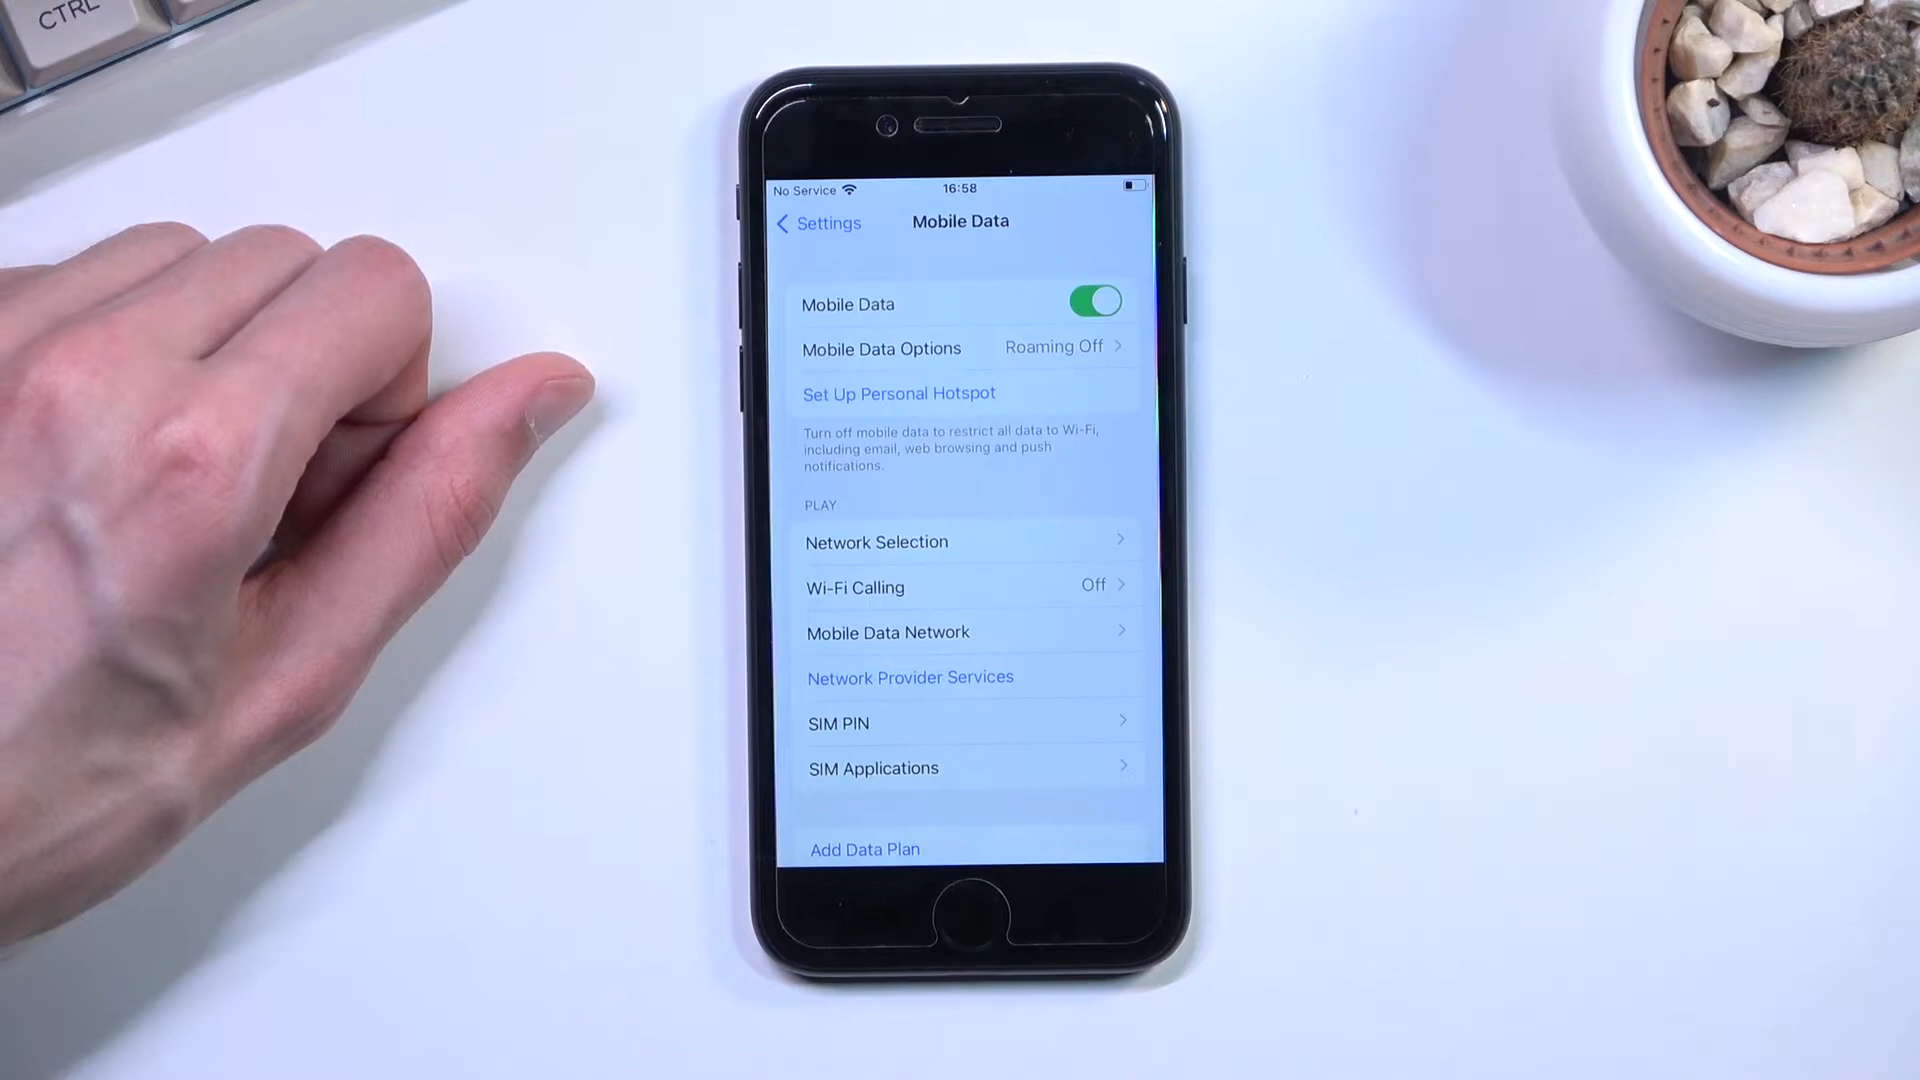 CTRL
No Service
16:58
Settings
Mobile Data
Mobile Data
Mobile Data Options
Roaming Off
Set Up Personal Hotspot
Turn off mobile data to restrict all data to Wi-Fi,
including email, web browsing and push
notifications.
PLAY
Network Selection
Wi-Fi Calling
Off
Mobile Data Network
Network Provider Services
SIM PIN
SIM Applications
Add Data Plan